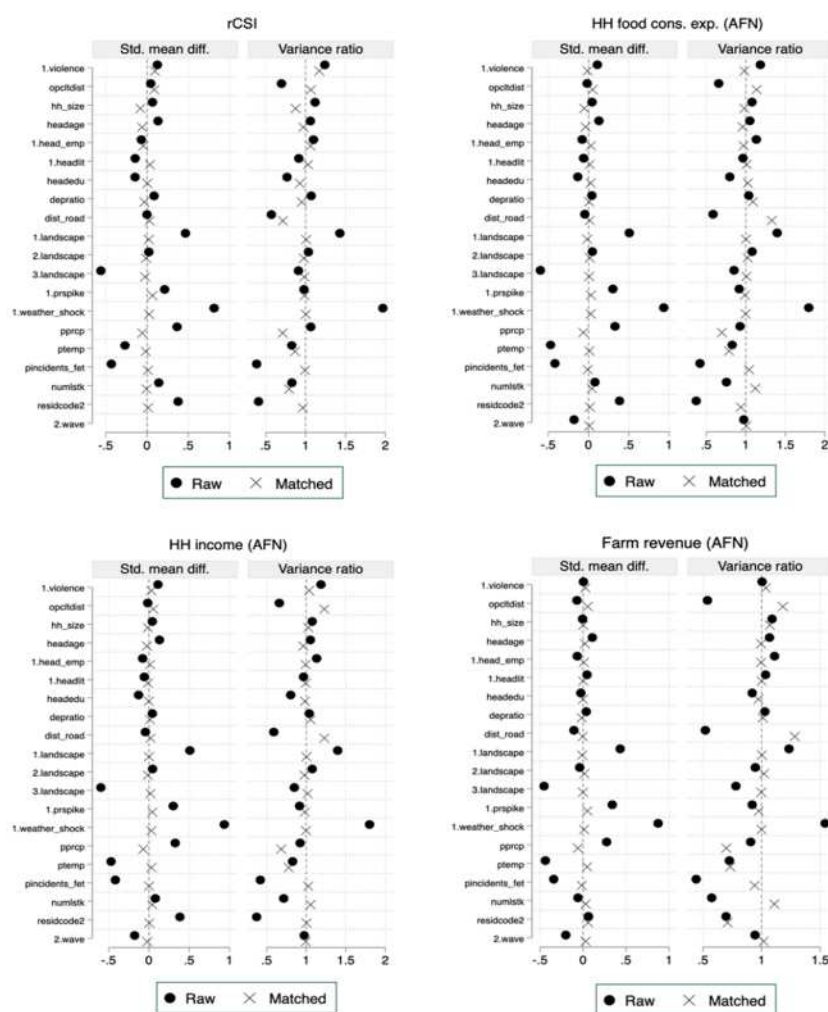 rCSI
Std. mean diff. Variance ratio
1.violence
opcltdist
hh_size
headage
1.head_emp
1.headlit
headedu
depratio
dist_road
1.landscape
2.landscape
3.landscape
1.prspike
1.weather_shock
pprcp
ptemp
pincidents_fet
numlstk
residcode2
2.wave
-.5 0 .5 1 .5 1 1.5 2
Raw Matched
HH food cons. exp. (AFN)
Std. mean diff. Variance ratio
1.violence
opcltdist
hh_size
headage
1.head_emp
1.headlit
headedu
depratio
dist_road
1.landscape
2.landscape
3.landscape
1.prspike
1.weather_shock
pprcp
ptemp
pincidents_fet
numlstk
residcode2
2.wave
-.5 0 .5 1 .5 1 1.5 2
Raw Matched
HH income (AFN)
Std. mean diff. Variance ratio
1.violence
opcltdist
hh_size
headage
1.head_emp
1.headlit
headedu
depratio
dist_road
1.landscape
2.landscape
3.landscape
1.prspike
1.weather_shock
pprcp
ptemp
pincidents_fet
numlstk
residcode2
2.wave
-.5 0 .5 1 .5 1 1.5 2
Raw Matched
Farm revenue (AFN)
Std. mean diff. Variance ratio
1.violence
opcltdist
hh_size
headage
1.head_emp
1.headlit
headedu
depratio
dist_road
1.landscape
2.landscape
3.landscape
1.prspike
1.weather_shock
pprcp
ptemp
pincidents_fet
numlstk
residcode2
2.wave
-.5 0 .5 1 .5 1 1.5
Raw Matched